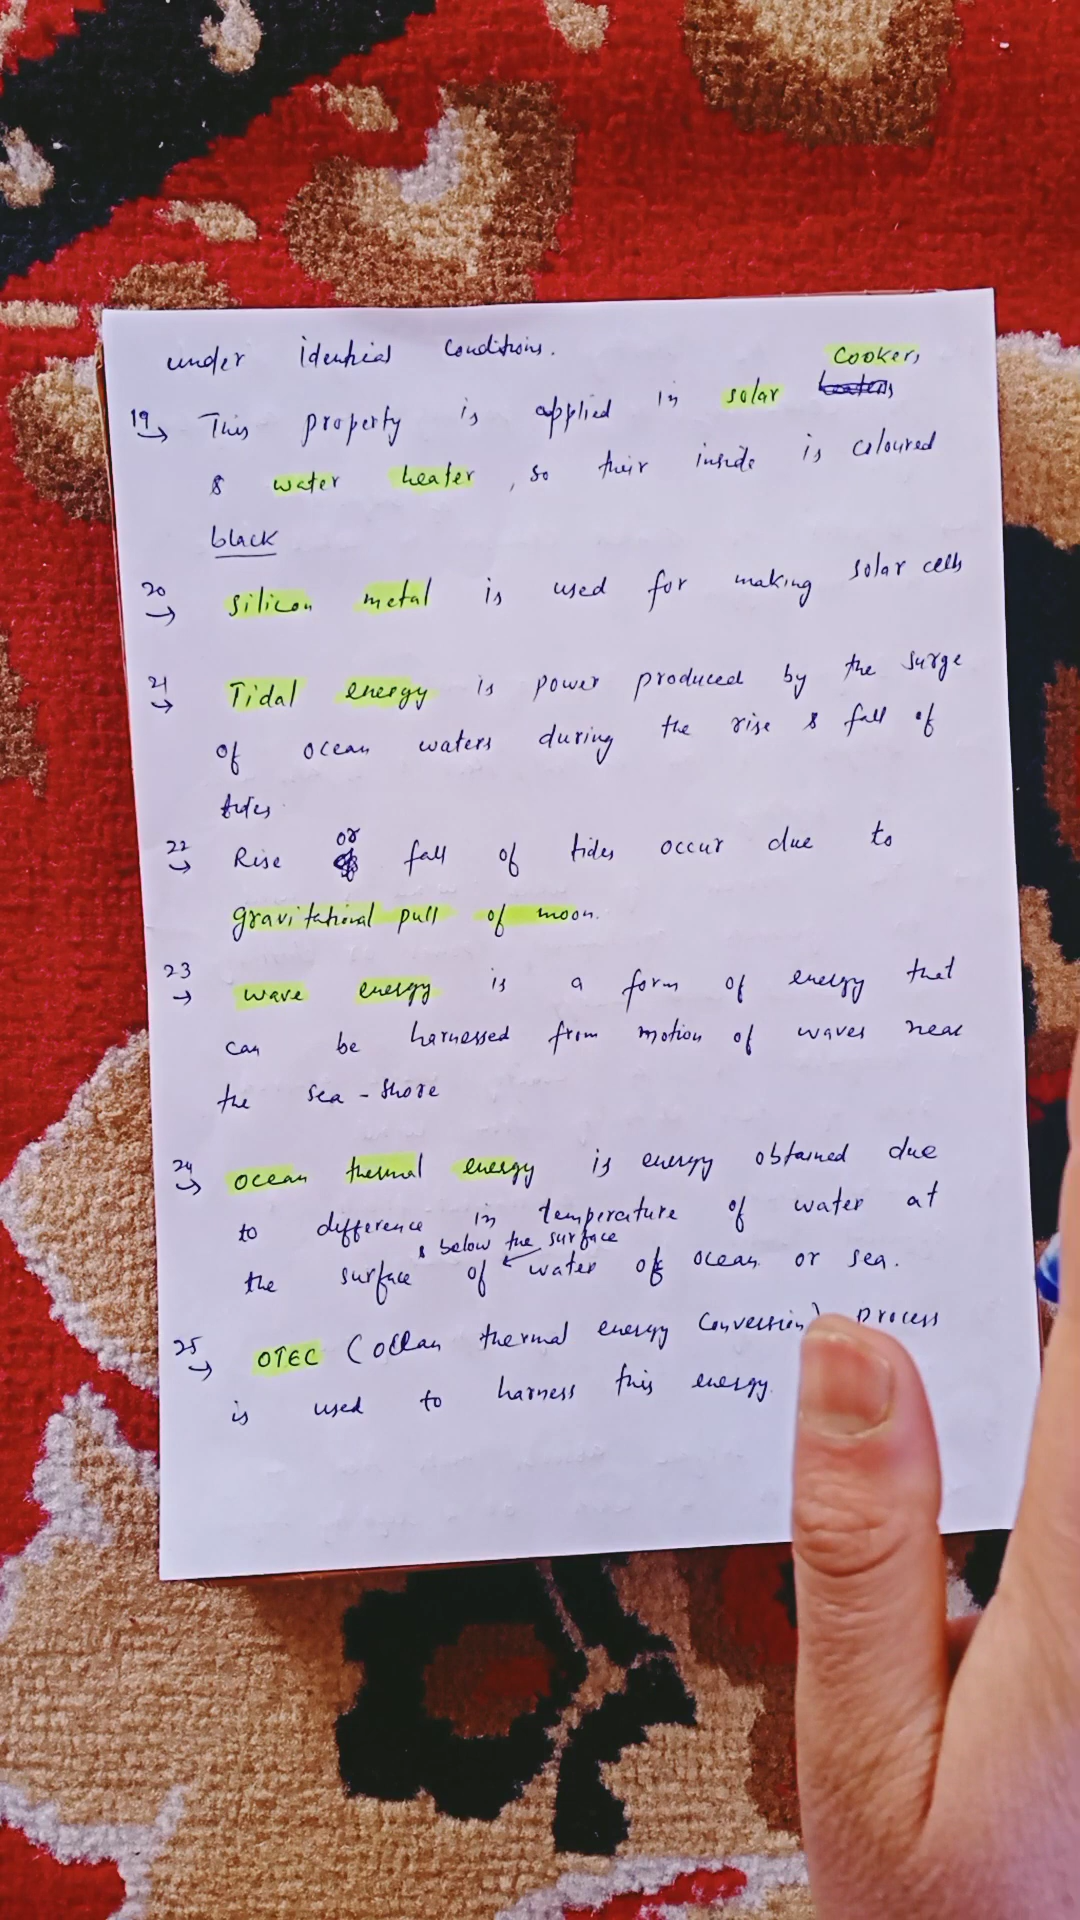 under identical conditions.
19→ This property is applied in solar heaters cookers
& water heater, so their inside is coloured
black
20→ Silicon metal is used for making solar cells
21→ Tidal energy is power produced by the surge
of ocean waters during the rise & fall of
tides
22→ Rise or fall of tides occur due to
gravitational pull of moon.
23→ wave energy is a form of energy that
can be harnessed from motion of waves near
the sea-shore
24→ Ocean thermal energy is energy obtained due
to difference in temperature of water at
& below the surface
the surface of ← water of ocean or sea.
25→ OTEC (Ocean thermal energy conversion) process
is used to harness this energy.